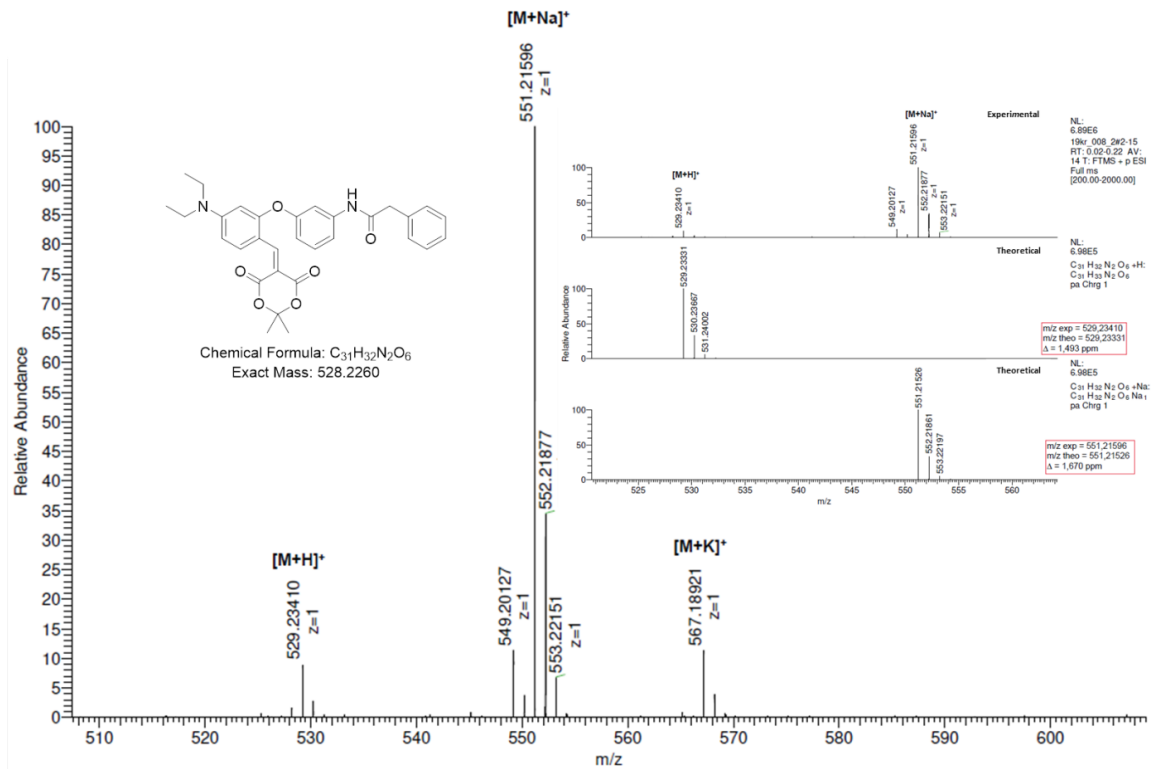 [M+Na]⁺
551.21596
z=1
100
95
90
85
80
75
70
65
60
55
50
45
40
35
30
25
20
15
10
5
0
Relative Abundance
N
O
H
N
O
O
O
O
O
Chemical Formula: C₃₁H₃₂N₂O₆
Exact Mass: 528.2260
[M+H]⁺
529.23410
z=1
549.20127
z=1
552.21877
553.22151
z=1
[M+K]⁺
567.18921
z=1
510
520
530
540
550
560
570
580
590
600
m/z
[M+Na]⁺
Experimental
551.21596
z=1
[M+H]⁺
529.23410
z=1
549.20127
z=1
552.21877
z=1
553.22151
z=1
100
50
0
NL:
6.89E6
19kr_008_2#2-15
RT: 0.02-0.22 AV:
14 T: FTMS + p ESI
Full ms
[200.00-2000.00]
Theoretical
529.23331
530.23667
531.24002
100
50
0
Relative Abundance
NL:
6.98E5
C₃₁ H₃₂ N₂ O₆ +H:
C₃₁ H₃₃ N₂ O₆
pa Chrg 1
m/z exp = 529,23410
m/z theo = 529,23331
Δ = 1,493 ppm
Theoretical
551.21526
552.21861
553.22197
100
50
0
NL:
6.98E5
C₃₁ H₃₂ N₂ O₆ +Na:
C₃₁ H₃₂ N₂ O₆ Na₁
pa Chrg 1
m/z exp = 551,21596
m/z theo = 551,21526
Δ = 1,670 ppm
525
530
535
540
545
550
555
560
m/z